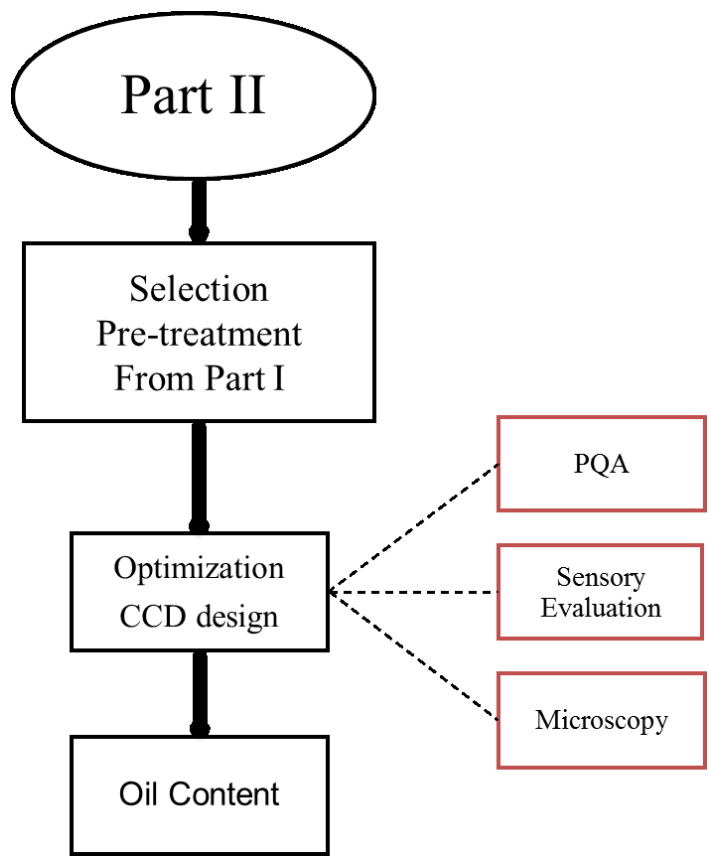 Part II
Selection
Pre-treatment
From Part I
Optimization
CCD design
PQA
Sensory
Evaluation
Microscopy
Oil Content